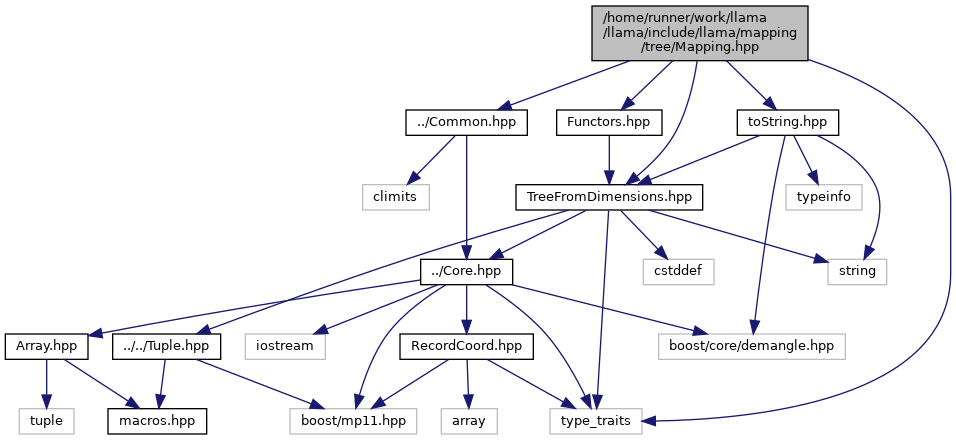 /home/runner/work/llama
/llama/include/llama/mapping
/tree/Mapping.hpp
../Common.hpp
Functors.hpp
toString.hpp
climits
TreeFromDimensions.hpp
typeinfo
../Core.hpp
cstddef
string
Array.hpp
../../Tuple.hpp
iostream
RecordCoord.hpp
boost/core/demangle.hpp
tuple
macros.hpp
boost/mp11.hpp
array
type_traits